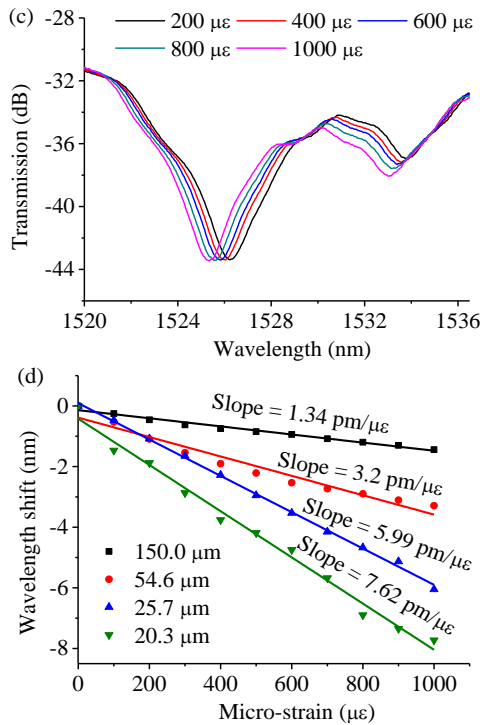 (c)
200 με 400 με 600 με
800 με 1000 με
-28
-32
-36
-40
-44
Transmission (dB)
1520 1524 1528 1532 1536
Wavelength (nm)
(d)
0
-2
-4
-6
-8
Wavelength shift (nm)
Slope = 1.34 pm/με
Slope = 3.2 pm/με
Slope = 5.99 pm/με
Slope = 7.62 pm/με
150.0 μm
54.6 μm
25.7 μm
20.3 μm
0 200 400 600 800 1000
Micro-strain (με)